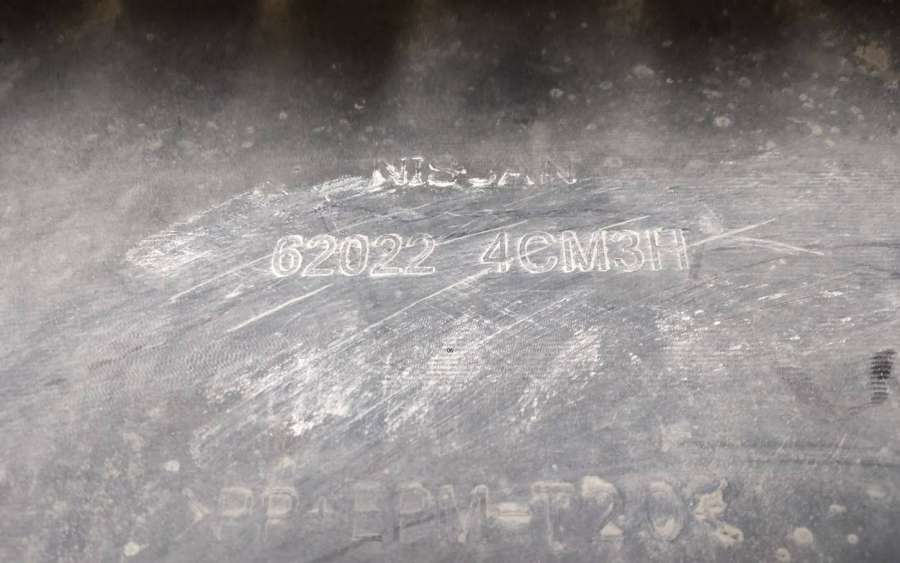 NISSAN
62022 4CM3H
>PP+EPM-T20<